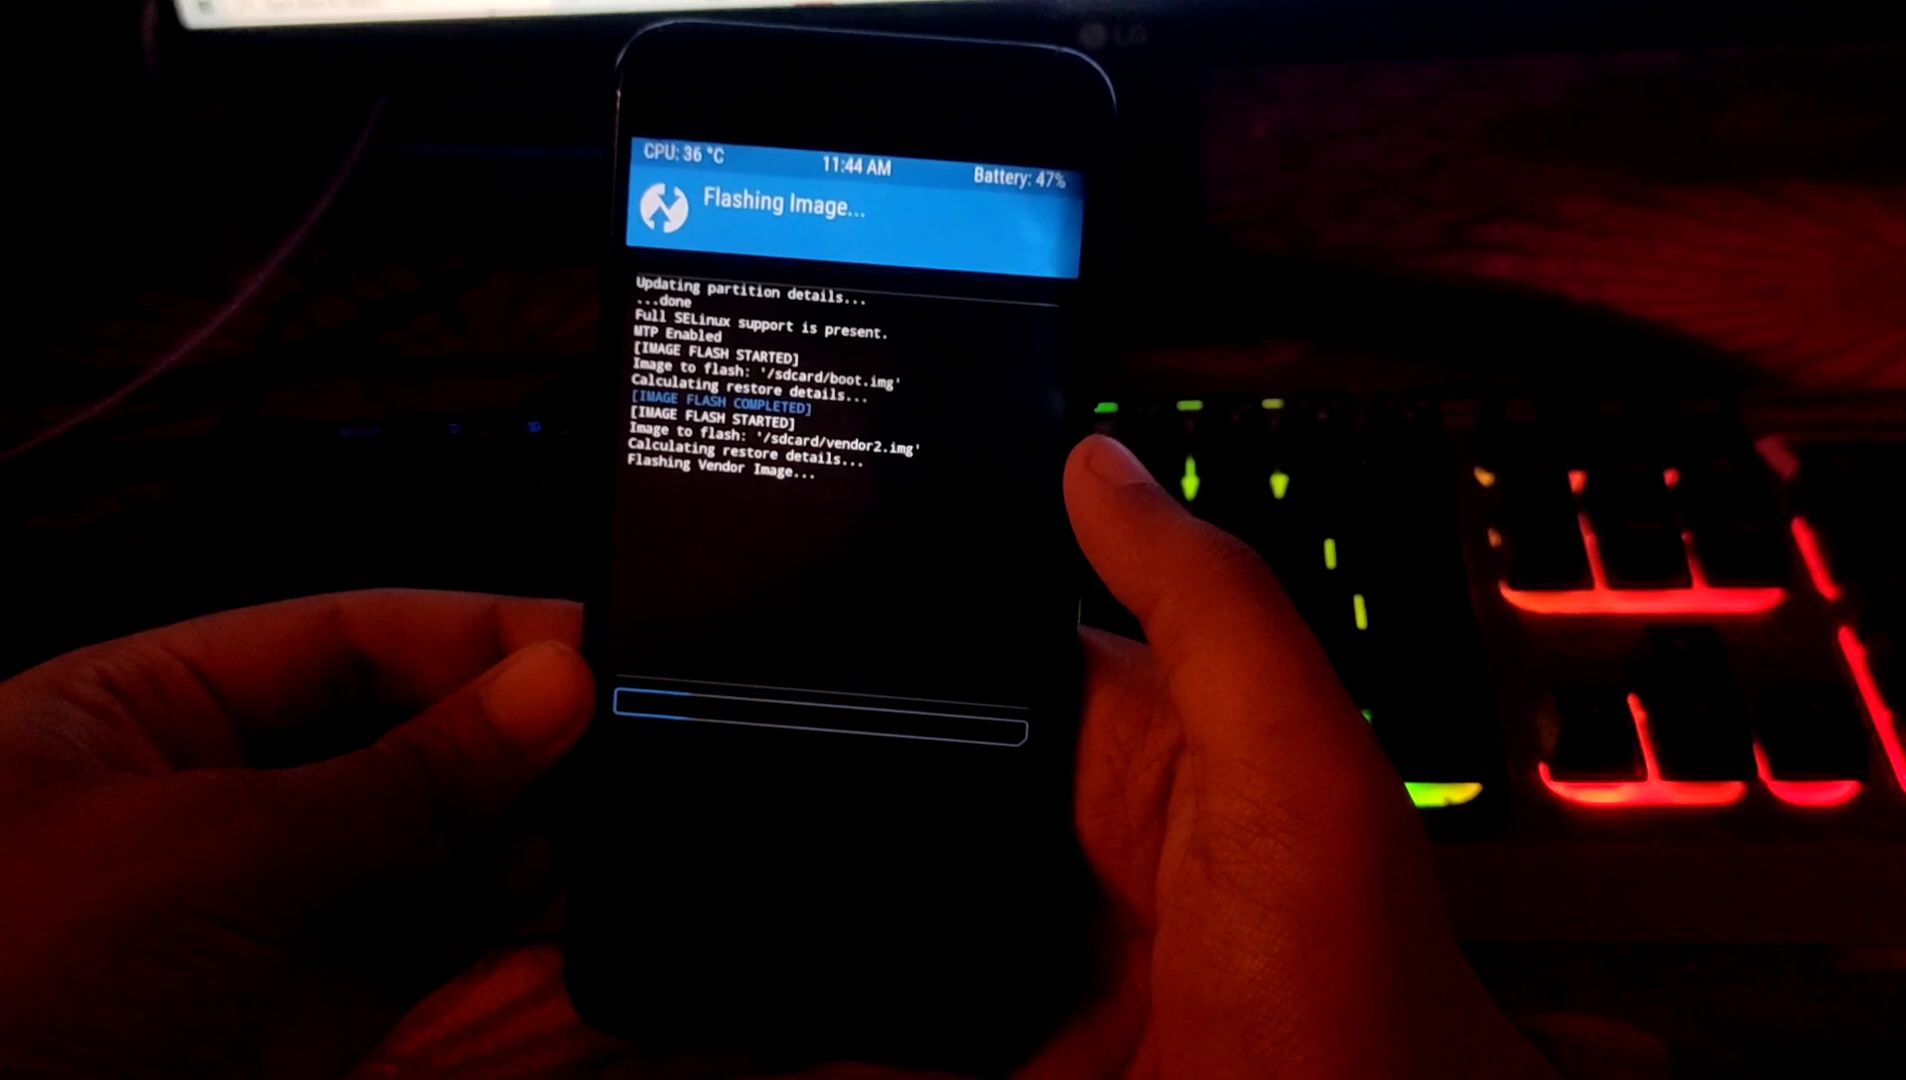 LG
CPU: 36 °C
11:44 AM
Battery: 47%
Flashing Image...
Updating partition details...
...done
Full SELinux support is present.
MTP Enabled
[IMAGE FLASH STARTED]
Image to flash: '/sdcard/boot.img'
Calculating restore details...
[IMAGE FLASH COMPLETED]
[IMAGE FLASH STARTED]
Image to flash: '/sdcard/vendor2.img'
Calculating restore details...
Flashing Vendor Image...